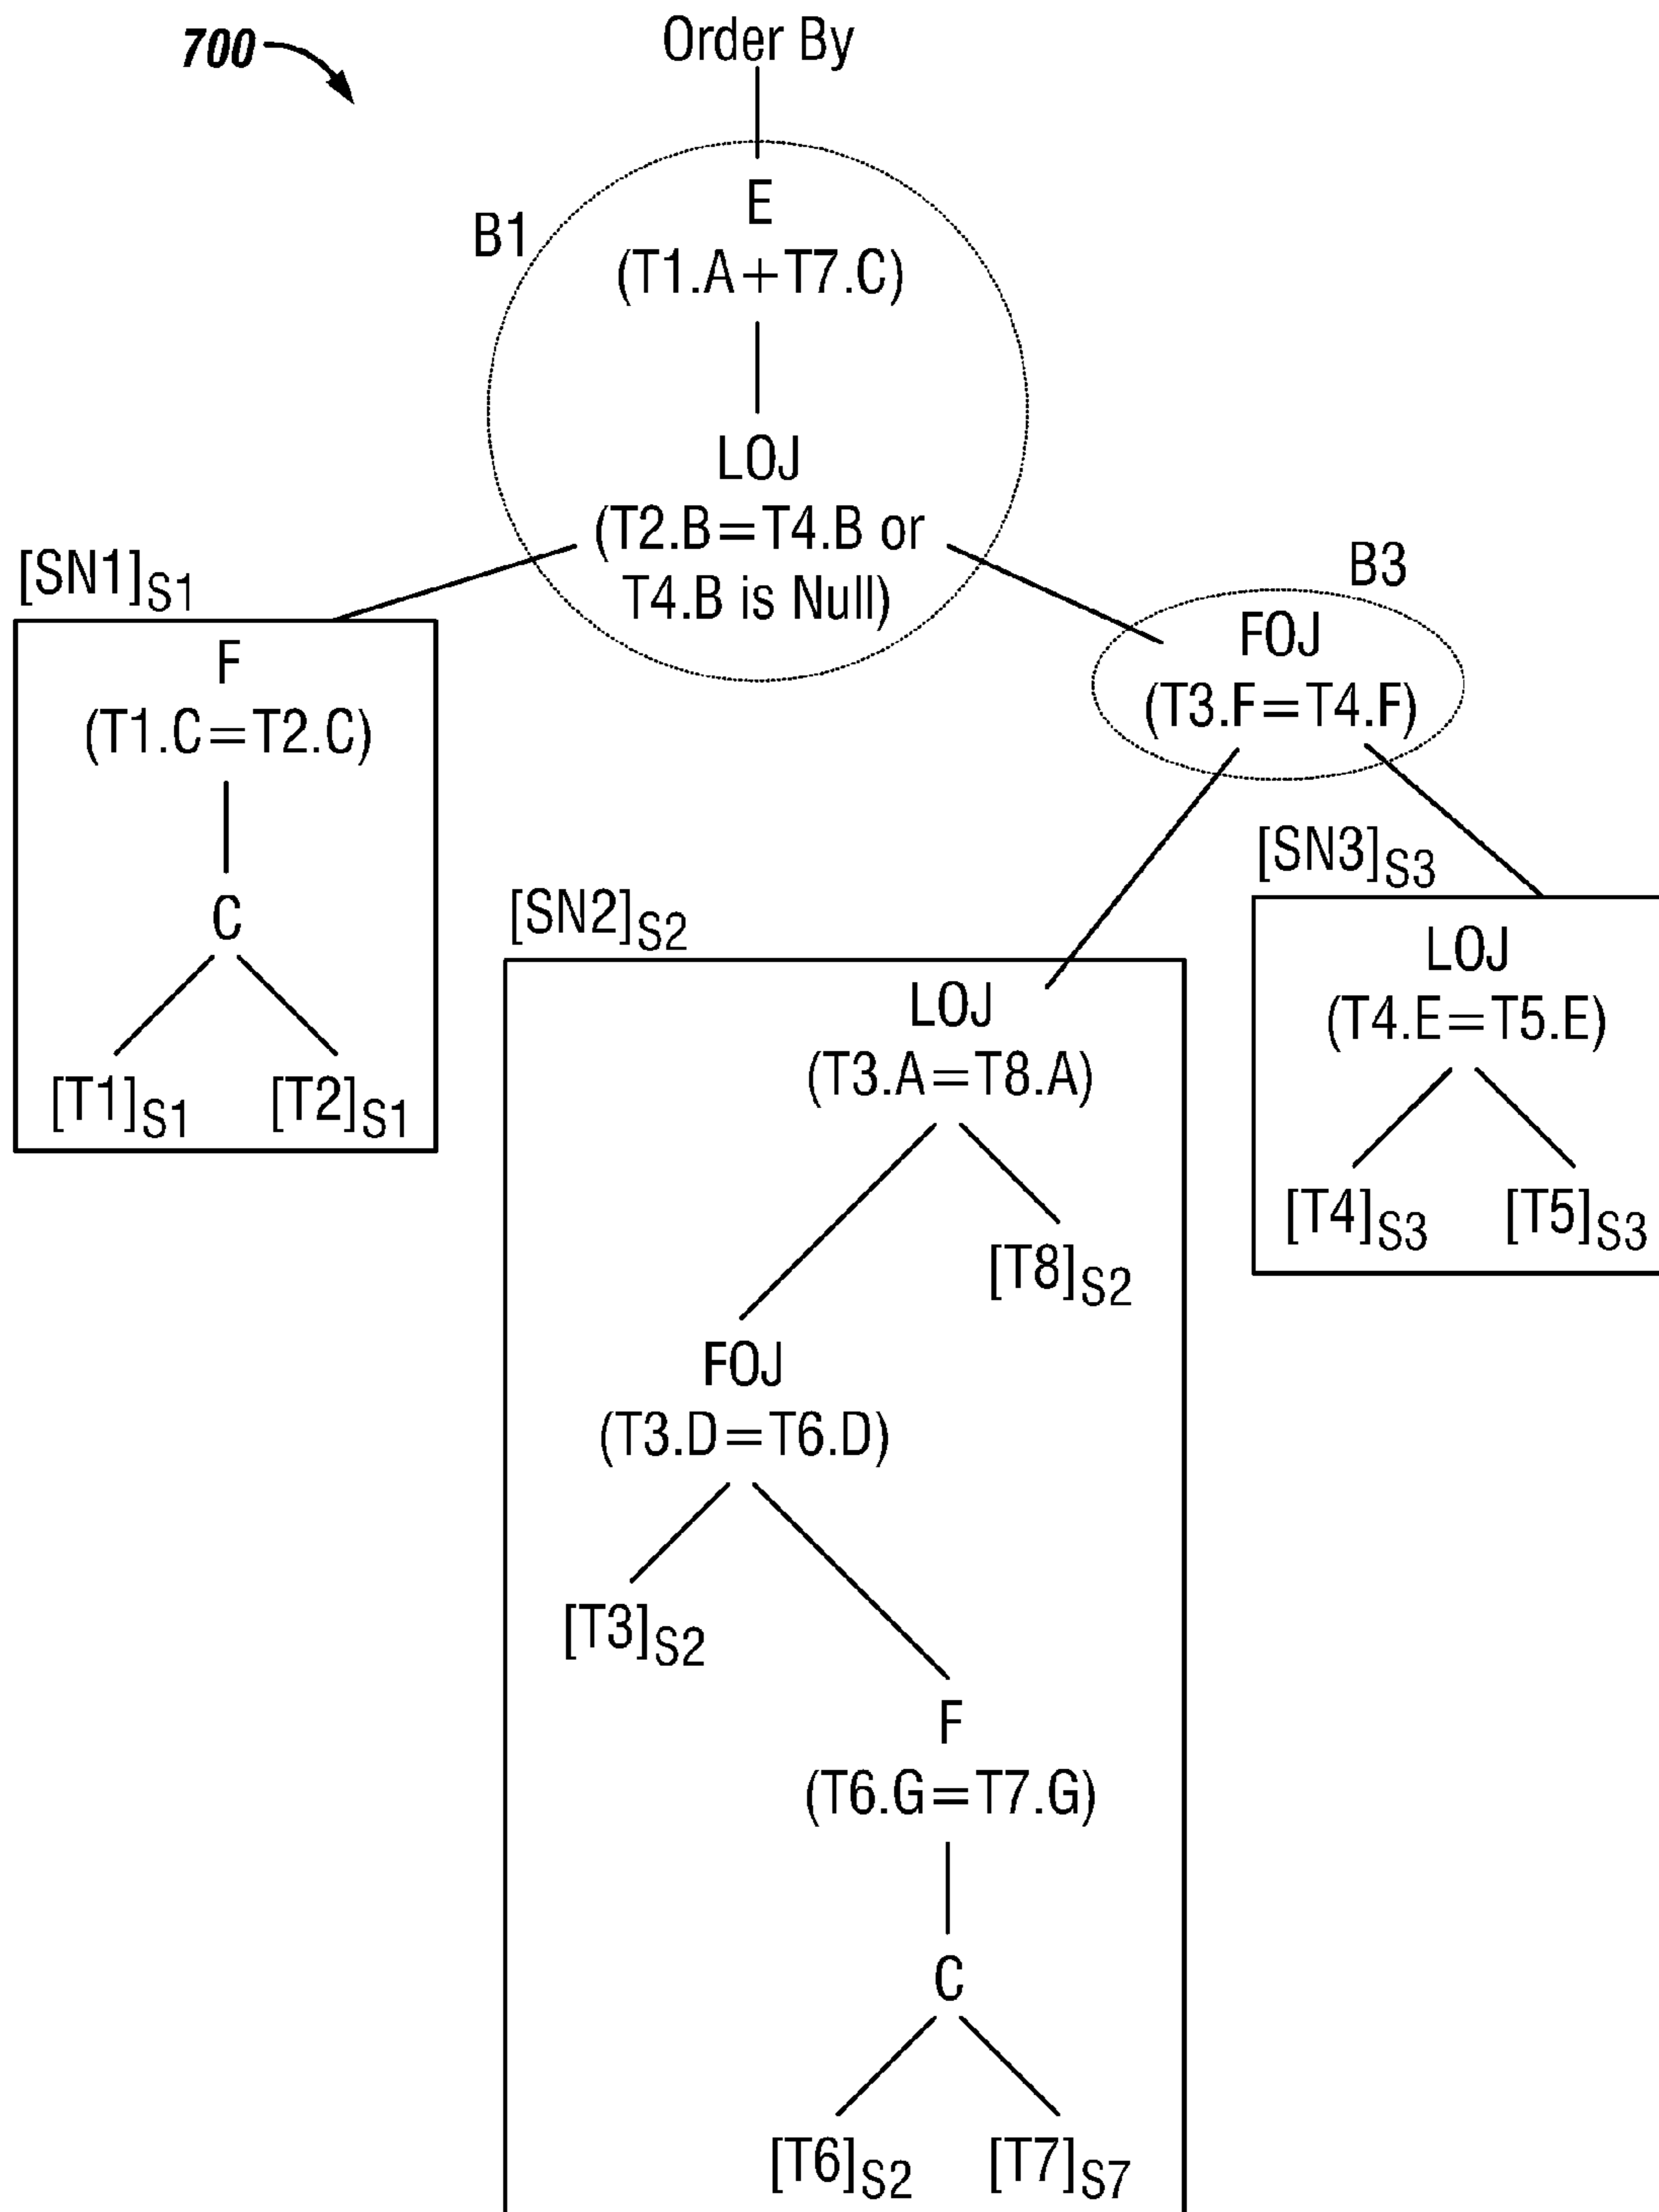 700
Order By
B1
E
(T1.A+T7.C)
LOJ
(T2.B=T4.B or
T4.B is Null)
[SN1]S1
F
(T1.C=T2.C)
C
[T1]S1 [T2]S1
B3
FOJ
(T3.F=T4.F)
[SN2]S2
LOJ
(T3.A=T8.A)
[T8]S2
FOJ
(T3.D=T6.D)
[T3]S2
F
(T6.G=T7.G)
C
[T6]S2 [T7]S7
[SN3]S3
LOJ
(T4.E=T5.E)
[T4]S3 [T5]S3